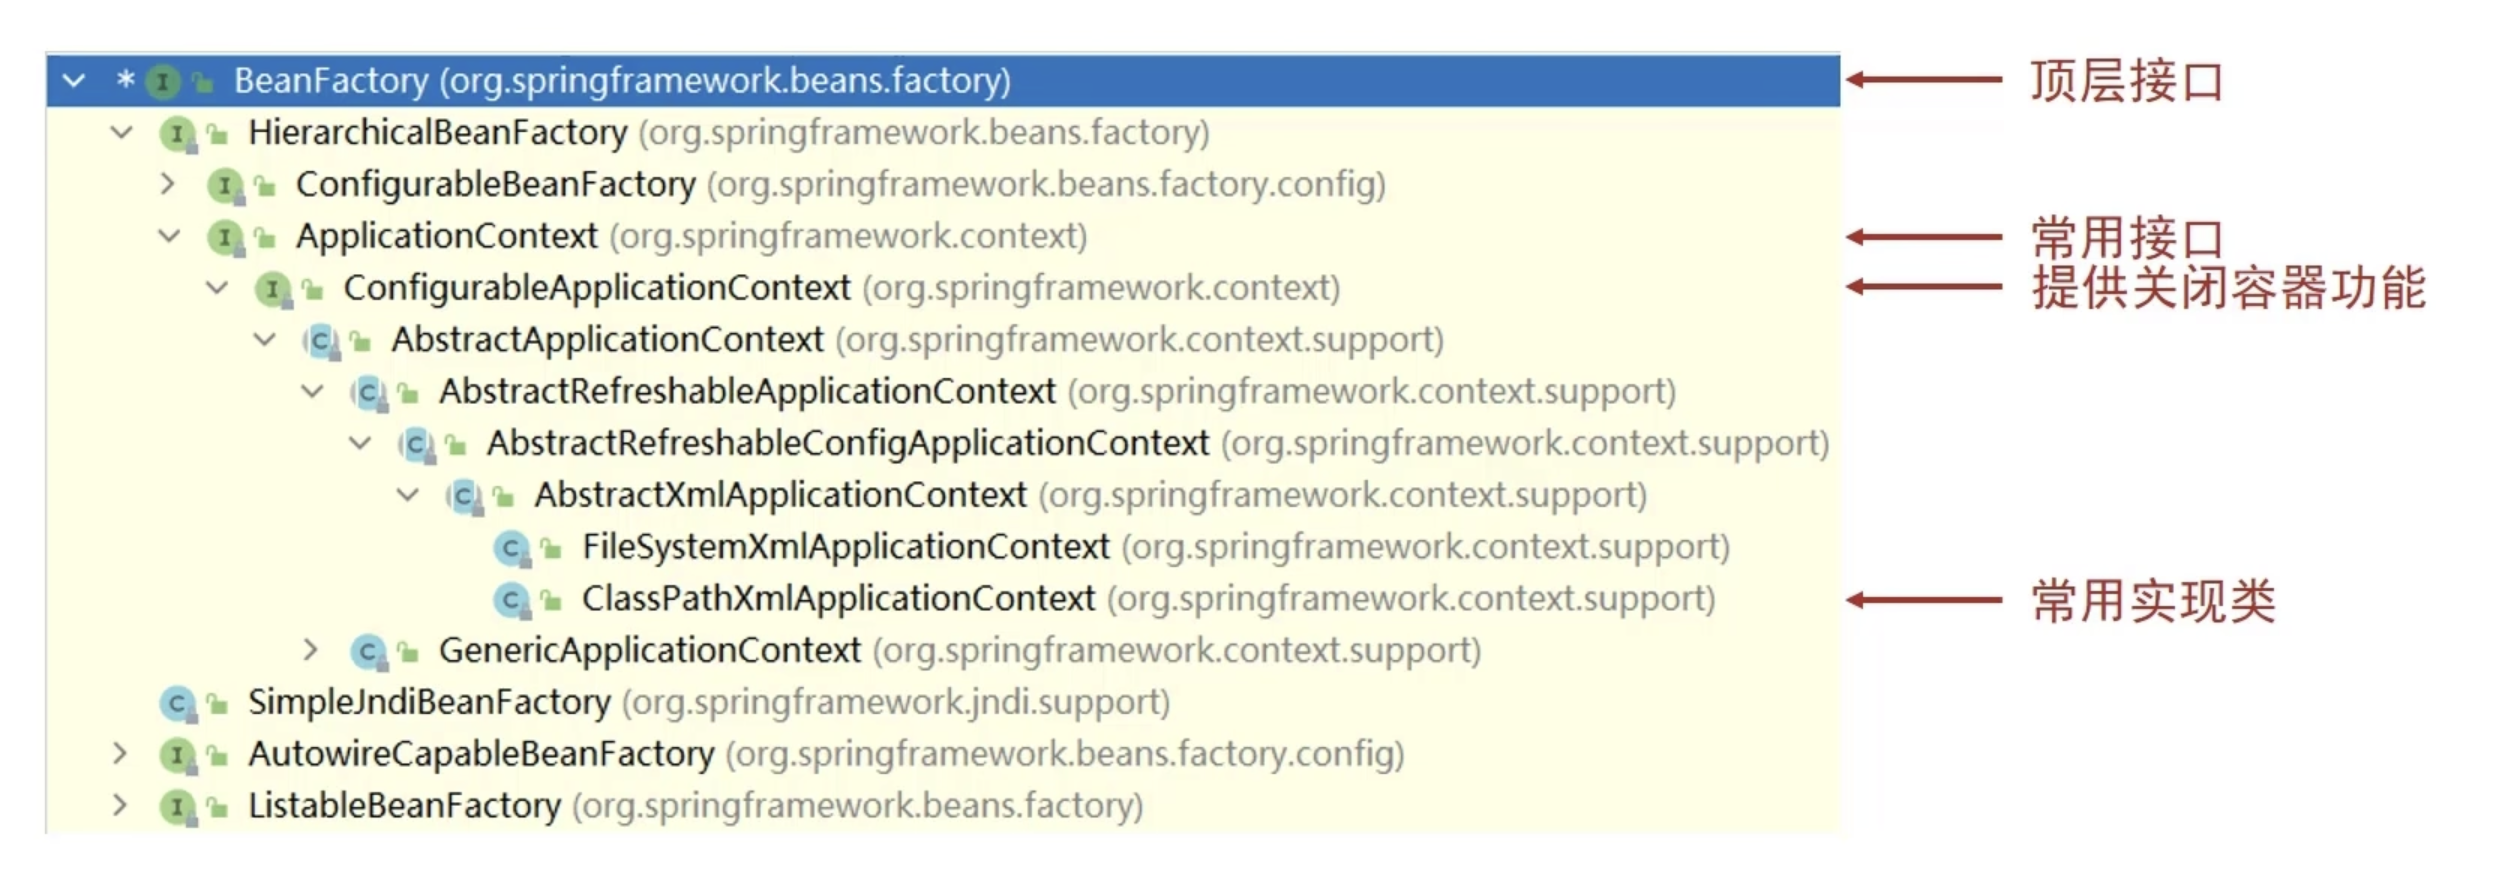 * BeanFactory (org.springframework.beans.factory) 顶层接口
HierarchicalBeanFactory (org.springframework.beans.factory)
ConfigurableBeanFactory (org.springframework.beans.factory.config)
ApplicationContext (org.springframework.context) 常用接口
ConfigurableApplicationContext (org.springframework.context) 提供关闭容器功能
AbstractApplicationContext (org.springframework.context.support)
AbstractRefreshableApplicationContext (org.springframework.context.support)
AbstractRefreshableConfigApplicationContext (org.springframework.context.support)
AbstractXmlApplicationContext (org.springframework.context.support)
FileSystemXmlApplicationContext (org.springframework.context.support)
ClassPathXmlApplicationContext (org.springframework.context.support) 常用实现类
GenericApplicationContext (org.springframework.context.support)
SimpleJndiBeanFactory (org.springframework.jndi.support)
AutowireCapableBeanFactory (org.springframework.beans.factory.config)
ListableBeanFactory (org.springframework.beans.factory)